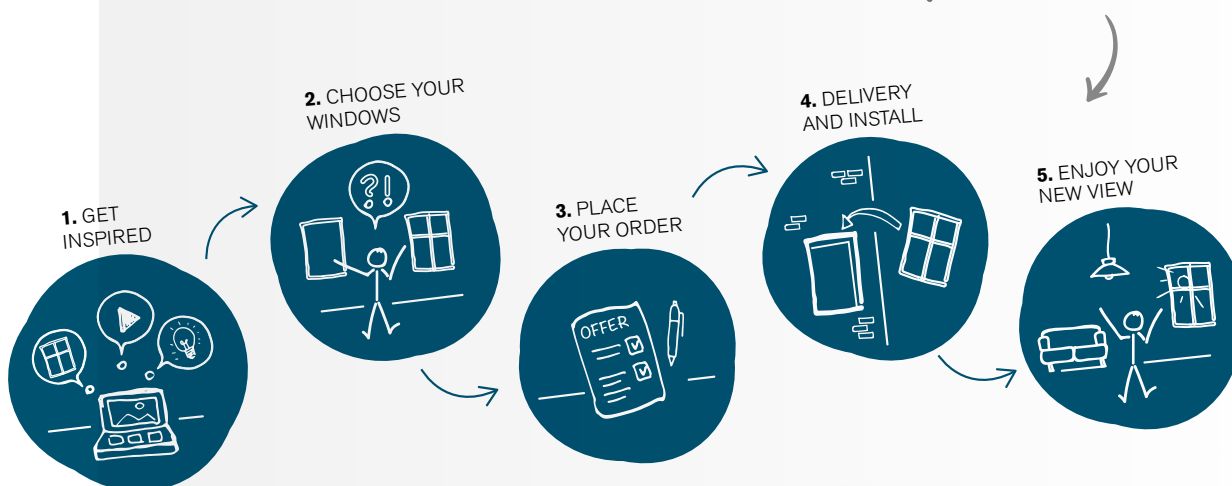 1. GET
INSPIRED
2. CHOOSE YOUR
WINDOWS
?!
3. PLACE
YOUR ORDER
OFFER
4. DELIVERY
AND INSTALL
5. ENJOY YOUR
NEW VIEW